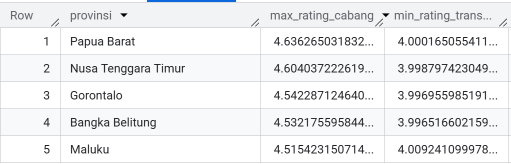 Row provinsi max_rating_cabang min_rating_trans...
1 Papua Barat 4.636265031832... 4.000165055411...
2 Nusa Tenggara Timur 4.604037222619... 3.998797423049...
3 Gorontalo 4.542287124640... 3.996955985191...
4 Bangka Belitung 4.532175595844... 3.996516602159...
5 Maluku 4.515423150714... 4.009241099978...